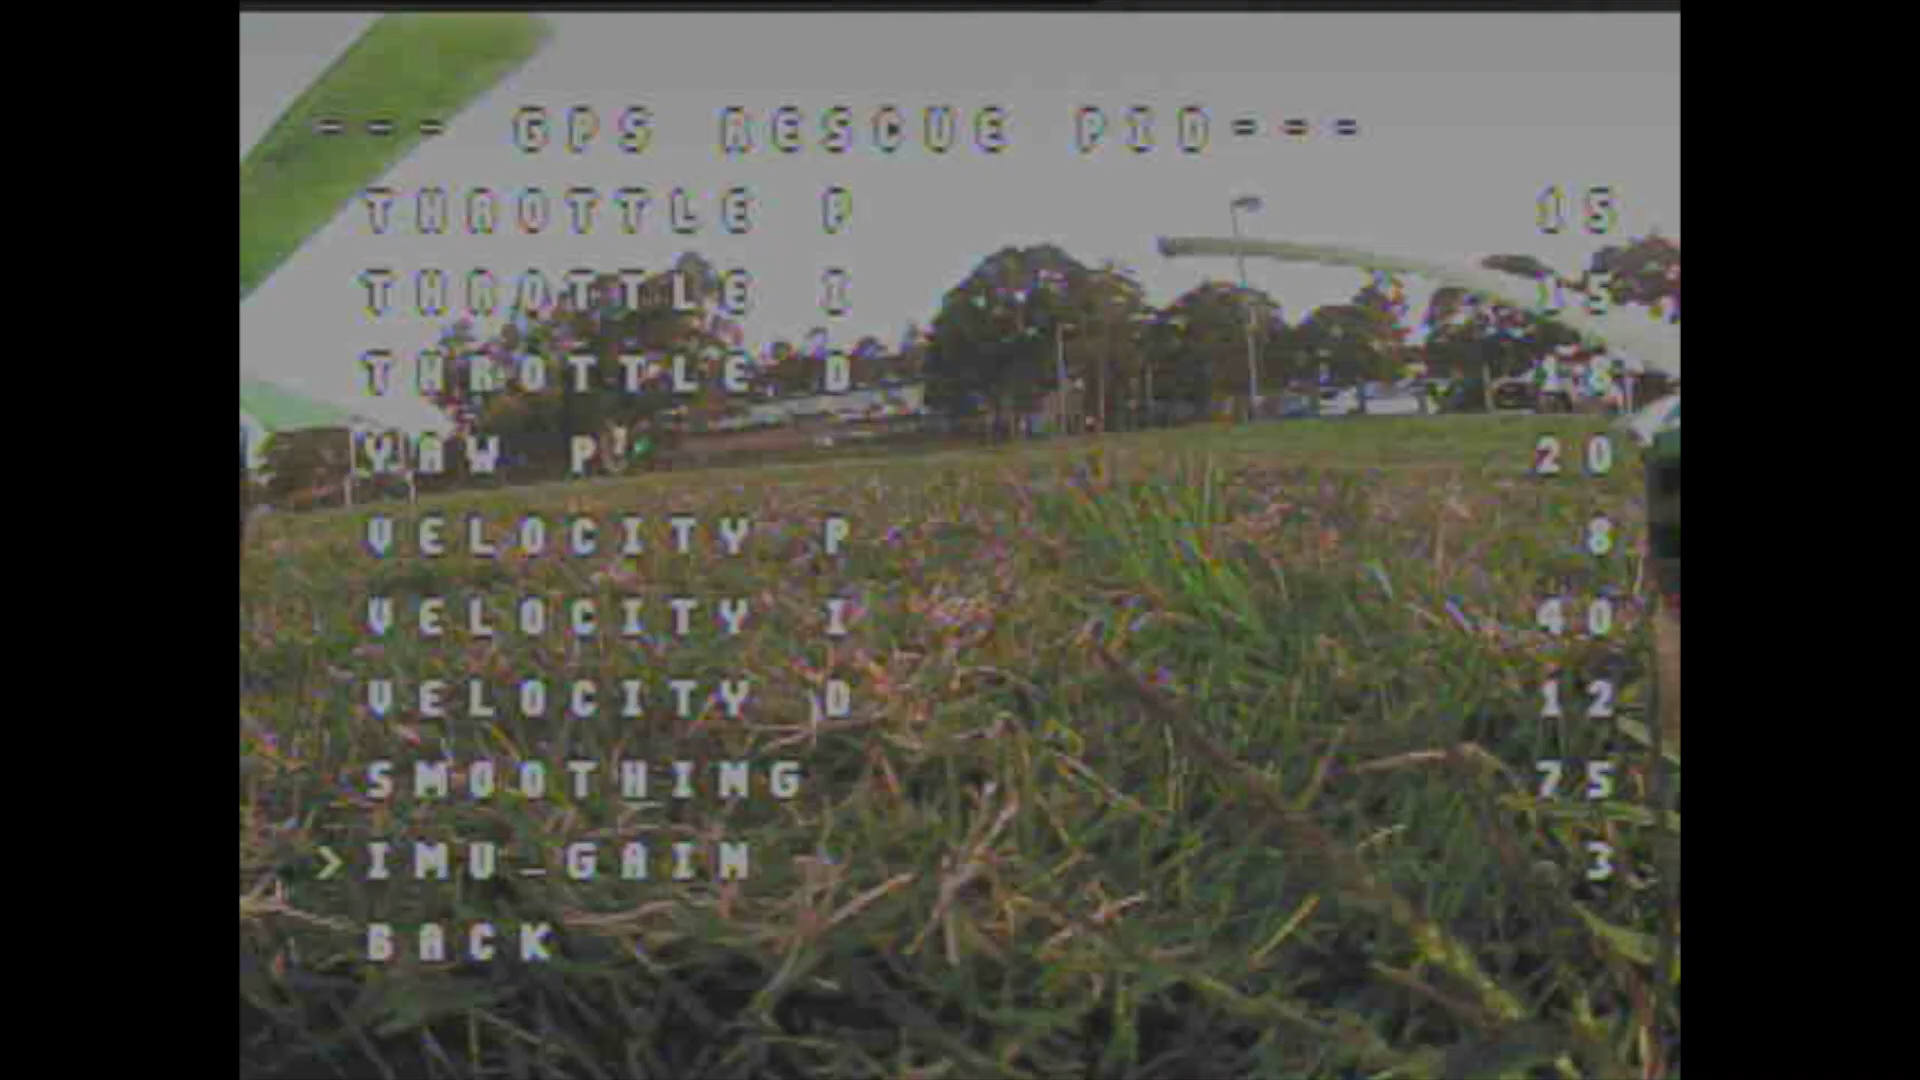 --- GPS RESCUE PID---
THROTTLE P 15
THROTTLE I 15
THROTTLE D
YAW P 20
VELOCITY P 8
VELOCITY I 40
VELOCITY D 12
SMOOTHING 75
>IMU_GAIN 3
BACK